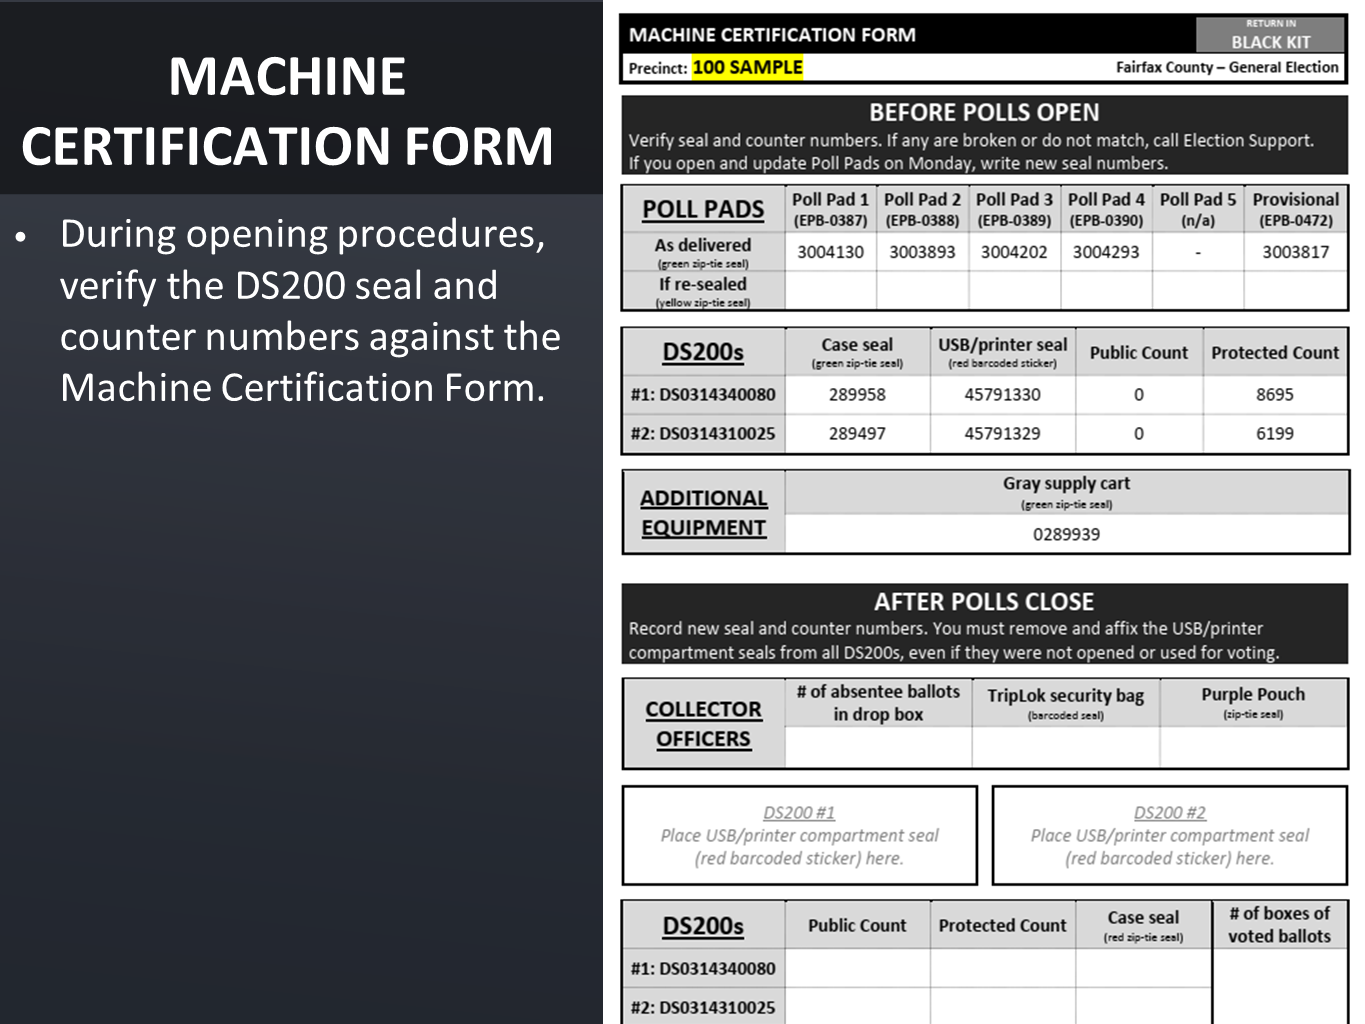 MACHINE
CERTIFICATION FORM
• During opening procedures,
verify the DS200 seal and
counter numbers against the
Machine Certification Form.
MACHINE CERTIFICATION FORM
RETURN IN
BLACK KIT
Precinct: 100 SAMPLE
Fairfax County – General Election
BEFORE POLLS OPEN
Verify seal and counter numbers. If any are broken or do not match, call Election Support.
If you open and update Poll Pads on Monday, write new seal numbers.
POLL PADS
Poll Pad 1 Poll Pad 2 Poll Pad 3 Poll Pad 4 Poll Pad 5 Provisional
(EPB-0387) (EPB-0388) (EPB-0389) (EPB-0390) (n/a) (EPB-0472)
As delivered
(green zip-tie seal)
3004130 3003893 3004202 3004293 - 3003817
If re-sealed
(yellow zip-tie seal)
DS200s
Case seal
(green zip-tie seal)
USB/printer seal
(red barcoded sticker)
Public Count
Protected Count
#1: DS0314340080 289958 45791330 0 8695
#2: DS0314310025 289497 45791329 0 6199
ADDITIONAL
EQUIPMENT
Gray supply cart
(green zip-tie seal)
0289939
AFTER POLLS CLOSE
Record new seal and counter numbers. You must remove and affix the USB/printer
compartment seals from all DS200s, even if they were not opened or used for voting.
COLLECTOR
OFFICERS
# of absentee ballots
in drop box
TripLok security bag
(barcoded seal)
Purple Pouch
(zip-tie seal)
DS200 #1
Place USB/printer compartment seal
(red barcoded sticker) here.
DS200 #2
Place USB/printer compartment seal
(red barcoded sticker) here.
DS200s
Public Count
Protected Count
Case seal
(red zip-tie seal)
# of boxes of
voted ballots
#1: DS0314340080
#2: DS0314310025